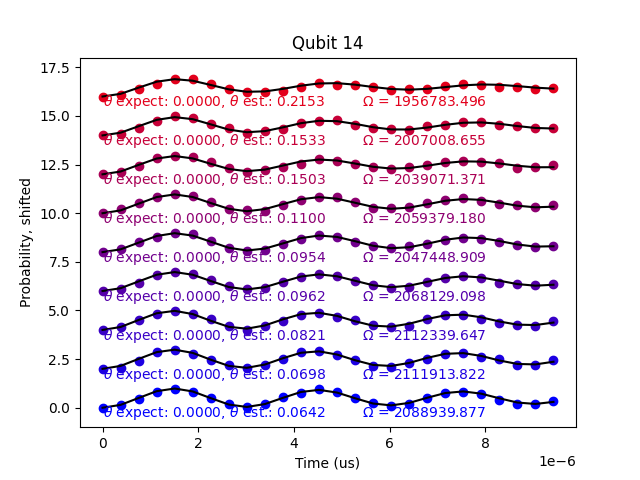 Qubit 14
17.5
θ expect: 0.0000, θ est.: 0.2153 Ω = 1956783.496
15.0
θ expect: 0.0000, θ est.: 0.1533 Ω = 2007008.655
12.5
θ expect: 0.0000, θ est.: 0.1503 Ω = 2039071.371
10.0
θ expect: 0.0000, θ est.: 0.1100 Ω = 2059379.180
7.5
θ expect: 0.0000, θ est.: 0.0954 Ω = 2047448.909
θ expect: 0.0000, θ est.: 0.0962 Ω = 2068129.098
5.0
θ expect: 0.0000, θ est.: 0.0821 Ω = 2112339.647
2.5
θ expect: 0.0000, θ est.: 0.0698 Ω = 2111913.822
0.0
θ expect: 0.0000, θ est.: 0.0642 Ω = 2088939.877
Probability, shifted
0 2 4 6 8
Time (us)
1e−6